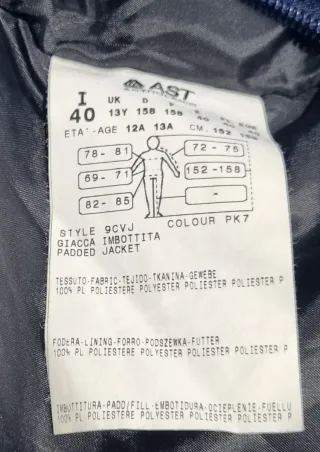 AST
I UK D
40 13Y 158 158 40
ETA'-AGE 12A 13A CM. 152
78- 81 72 - 75
69- 71 152 -158
82- 85 -
STYLE 9CVJ COLOUR PK7
GIACCA IMBOTTITA
PADDED JACKET
TESSUTO-FABRIC-TEJIDO-TKANINA-GEWEBE
100% PL POLIESTERE POLYESTER POLIESTER POLIESTER P
FODERA-LINING-FORRO-PODSZEWKA-FUTTER
100% PL POLIESTERE POLYESTER POLIESTER POLIESTER P
IMBOTTITURA-PADD/FILL-EMBOTIDURA-OCIEPLENIE-FUELLU
100% PL POLIESTERE POLYESTER POLIESTER POLIESTER P